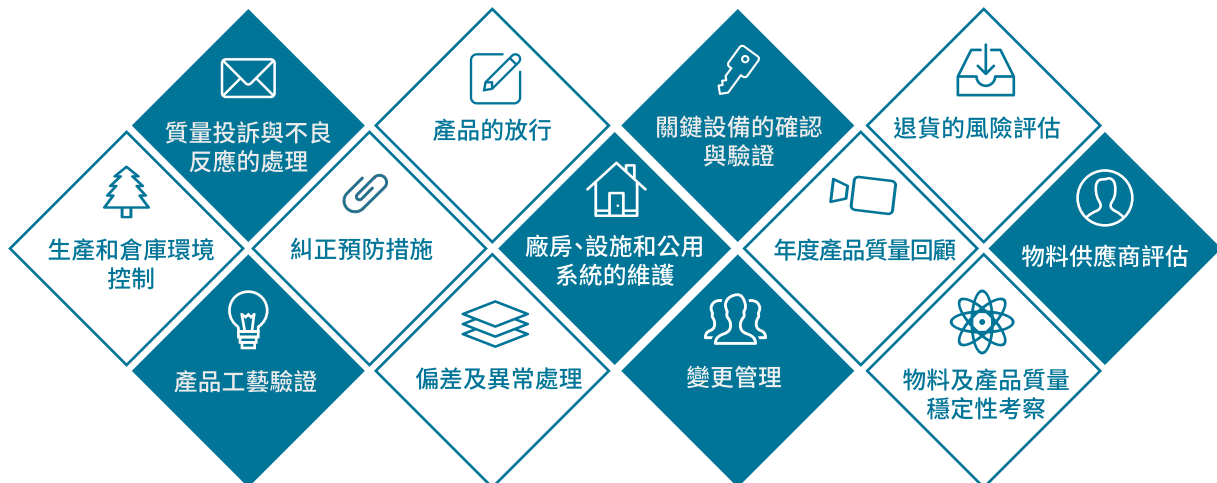 質量投訴與不良
反應的處理
產品的放行
關鍵設備的確認
與驗證
退貨的風險評估
生產和倉庫環境
控制
糾正預防措施
廠房、設施和公用
系統的維護
年度產品質量回顧
物料供應商評估
產品工藝驗證
偏差及異常處理
變更管理
物料及產品質量
穩定性考察